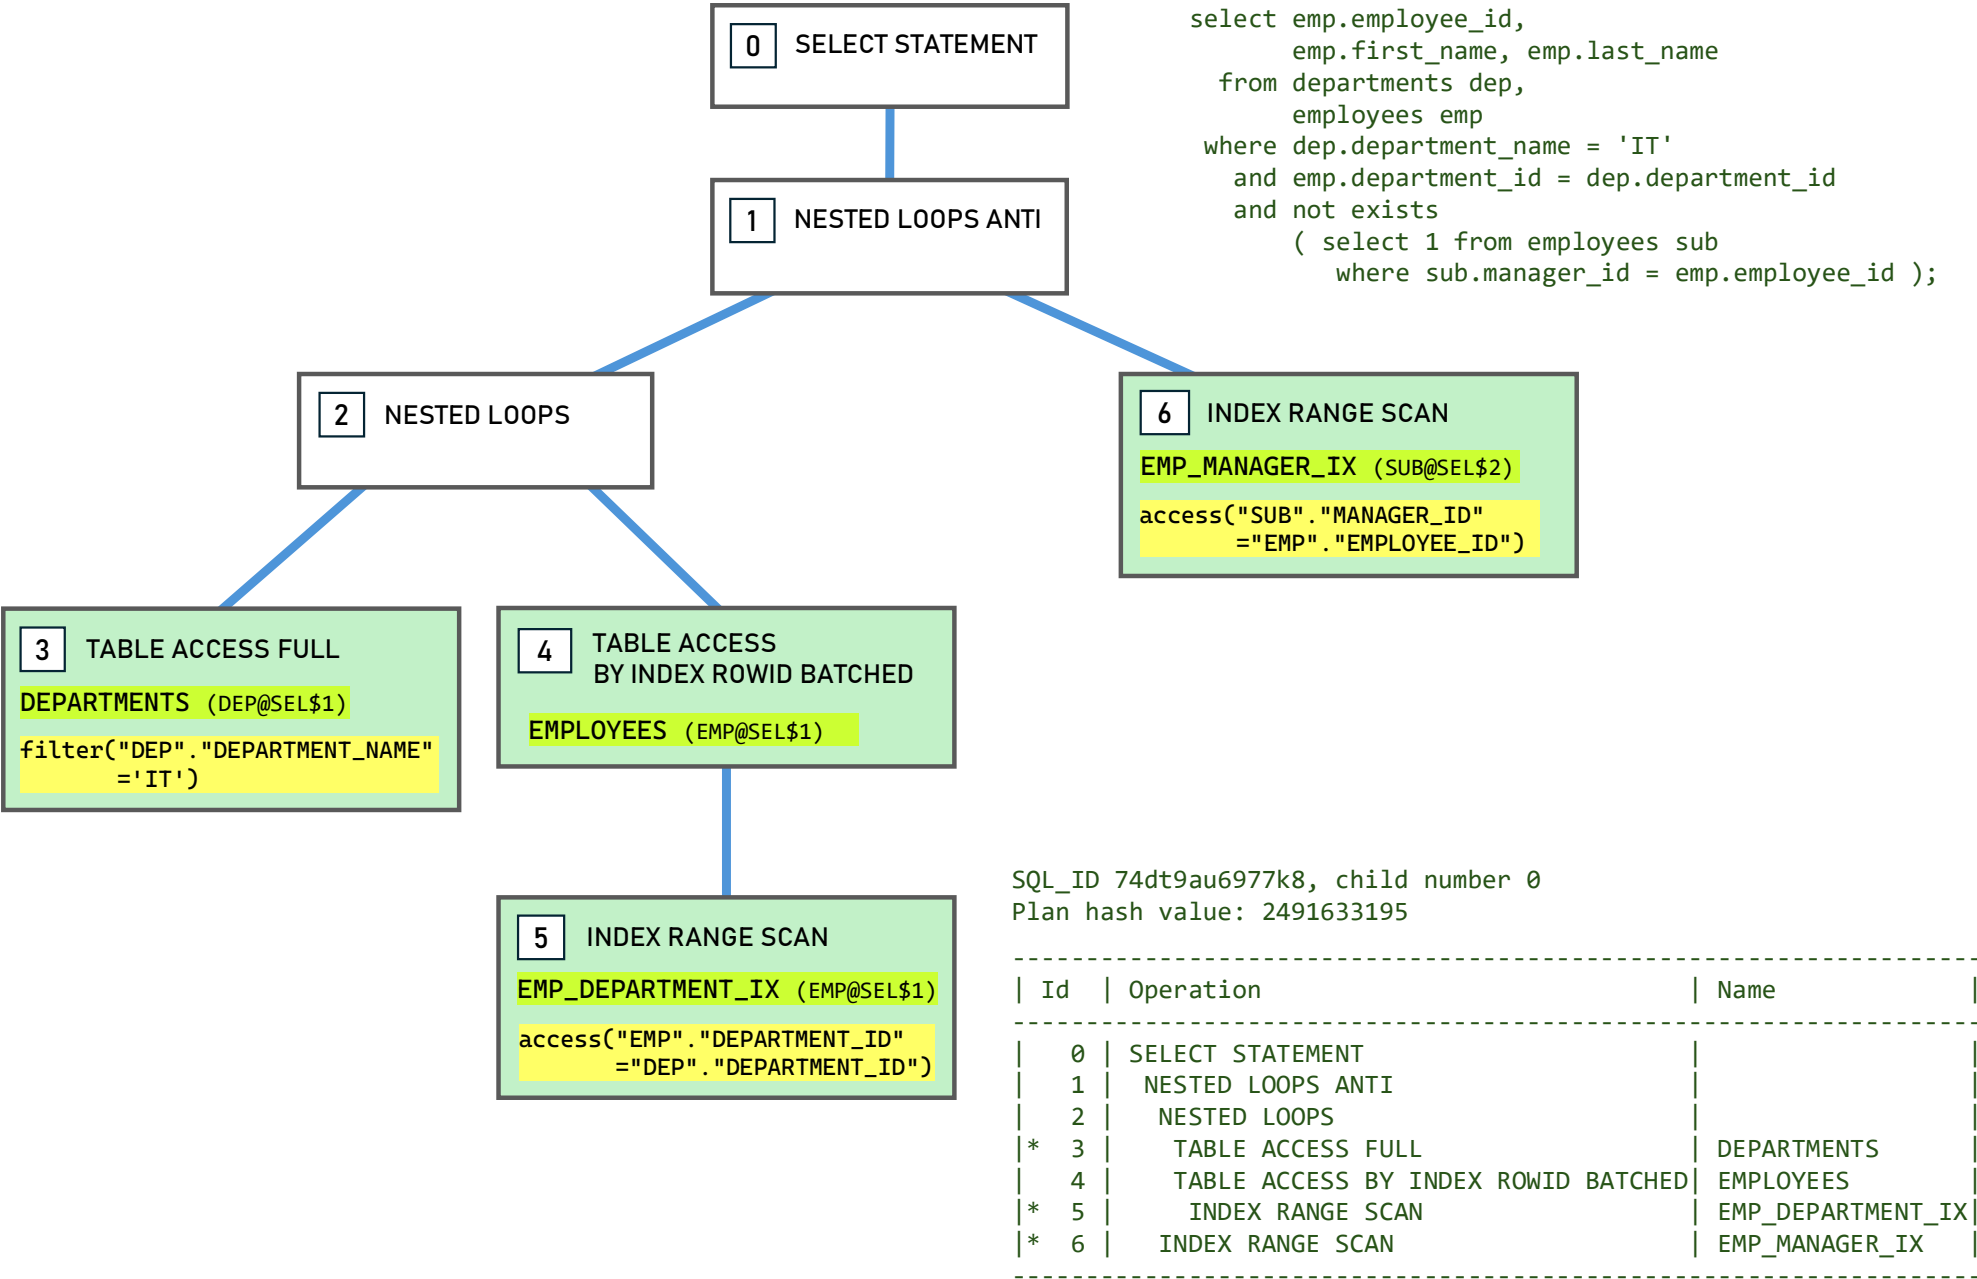 0 SELECT STATEMENT
select emp.employee_id,
emp.first_name, emp.last_name
from departments dep,
employees emp
where dep.department_name = 'IT'
and emp.department_id = dep.department_id
and not exists
( select 1 from employees sub
where sub.manager_id = emp.employee_id );
1 NESTED LOOPS ANTI
2 NESTED LOOPS
6 INDEX RANGE SCAN
EMP_MANAGER_IX (SUB@SEL$2)
access("SUB"."MANAGER_ID"
="EMP"."EMPLOYEE_ID")
3 TABLE ACCESS FULL
DEPARTMENTS (DEP@SEL$1)
filter("DEP"."DEPARTMENT_NAME"
='IT')
4 TABLE ACCESS
BY INDEX ROWID BATCHED
EMPLOYEES (EMP@SEL$1)
5 INDEX RANGE SCAN
EMP_DEPARTMENT_IX (EMP@SEL$1)
access("EMP"."DEPARTMENT_ID"
="DEP"."DEPARTMENT_ID")
SQL_ID 74dt9au6977k8, child number 0
Plan hash value: 2491633195
------------------------------------------------------------------
| Id | Operation | Name |
------------------------------------------------------------------
| 0 | SELECT STATEMENT | |
| 1 | NESTED LOOPS ANTI | |
| 2 | NESTED LOOPS | |
|* 3 | TABLE ACCESS FULL | DEPARTMENTS |
| 4 | TABLE ACCESS BY INDEX ROWID BATCHED| EMPLOYEES |
|* 5 | INDEX RANGE SCAN | EMP_DEPARTMENT_IX|
|* 6 | INDEX RANGE SCAN | EMP_MANAGER_IX |
------------------------------------------------------------------